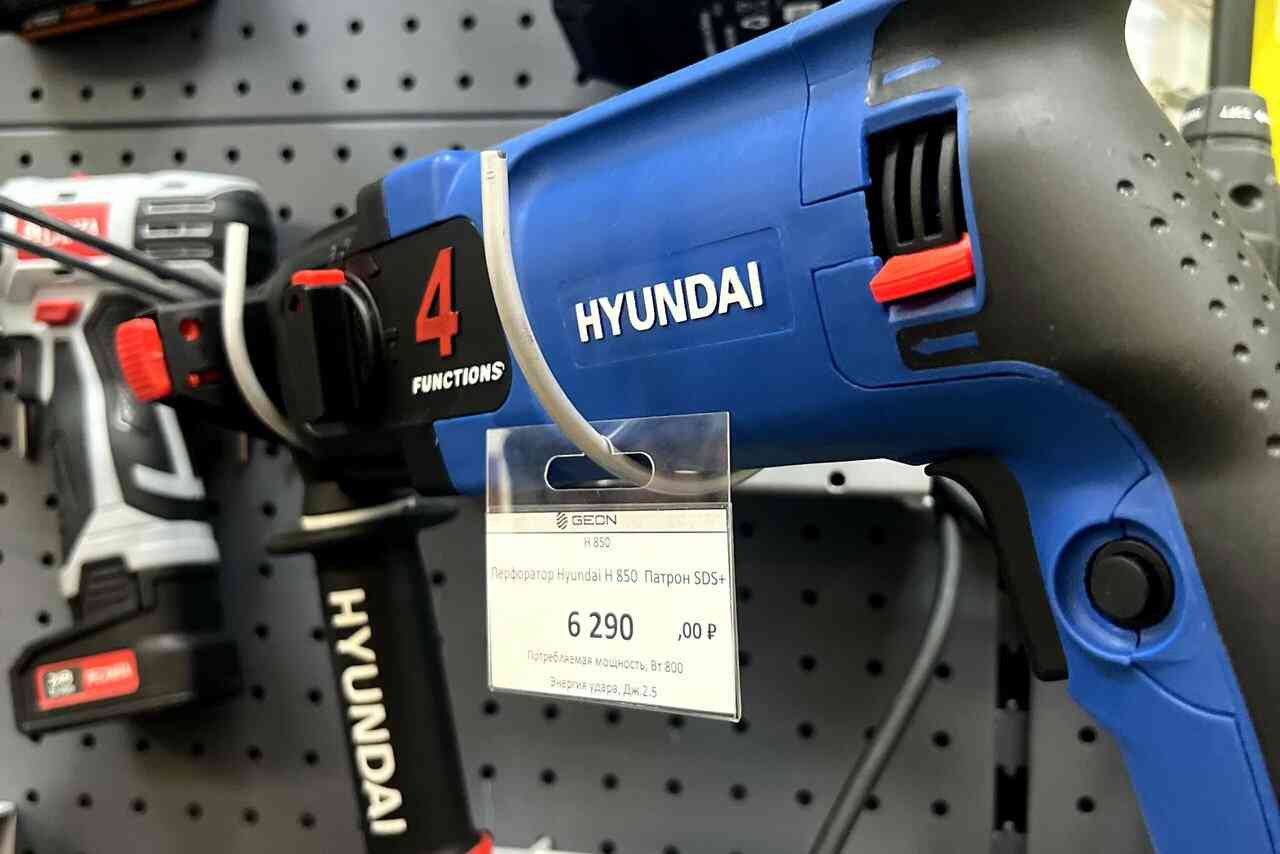 4
FUNCTIONS
HYUNDAI
HYUNDAI
GEON
H 850
Перфоратор Hyundai H 850 Патрон SDS+
6 290 ,00 ₽
Потребляемая мощность, Вт 800
Энергия удара, Дж.2.5